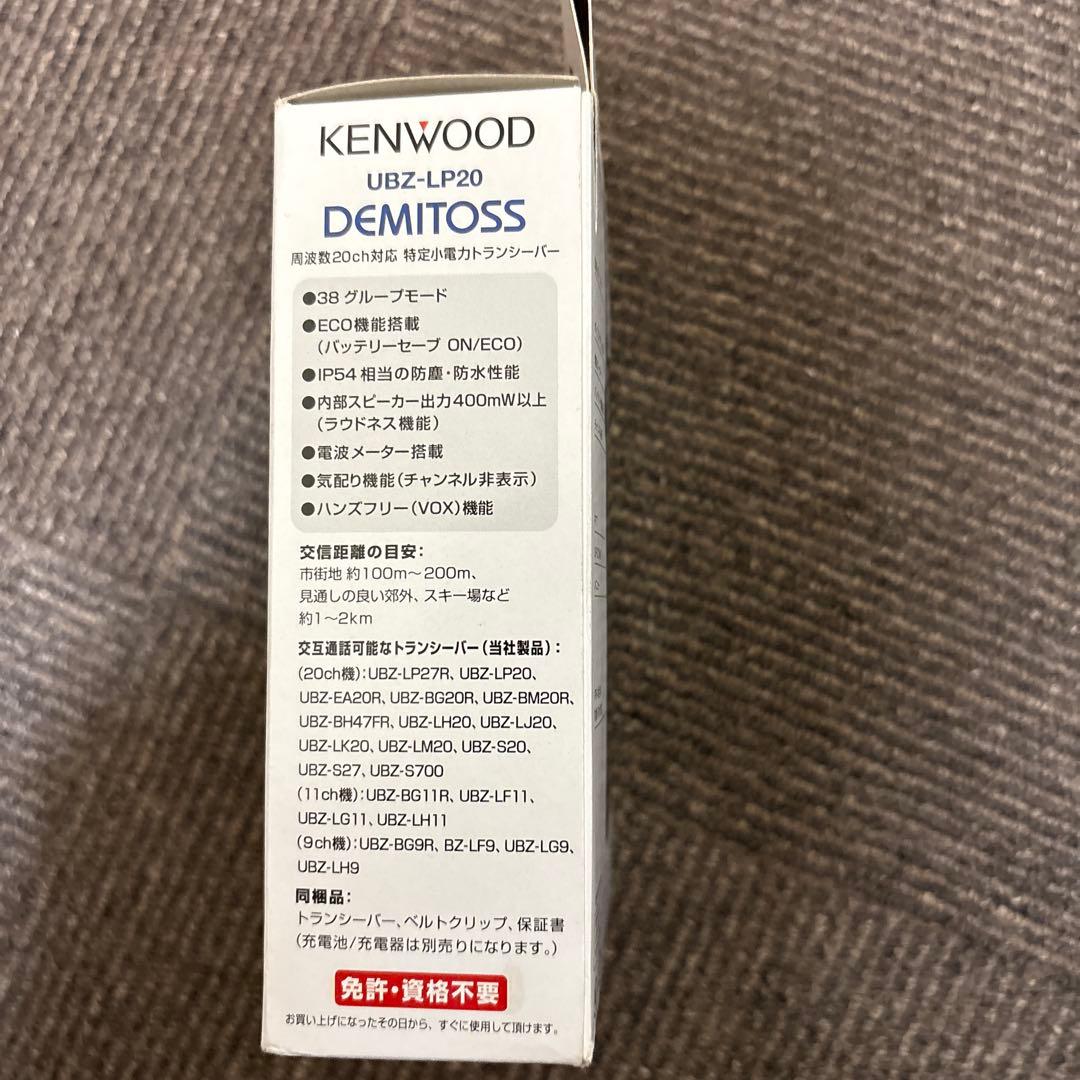 KENWOOD
UBZ-LP20
DEMITOSS
周波数20ch対応 特定小電力トランシーバー
●38 グループモード
●ECO機能搭載
(バッテリーセーブ ON/ECO)
●IP54 相当の防塵・防水性能
●内部スピーカー出力400mW以上
(ラウドネス機能)
●電波メーター搭載
●気配り機能(チャンネル非表示)
●ハンズフリー(VOX)機能
交信距離の目安:
市街地 約100m〜200m、
見通しの良い郊外、スキー場など
約1〜2km
交互通話可能なトランシーバー(当社製品):
(20ch機):UBZ-LP27R、UBZ-LP20、
UBZ-EA20R、UBZ-BG20R、UBZ-BM20R、
UBZ-BH47FR、UBZ-LH20、UBZ-LJ20、
UBZ-LK20、UBZ-LM20、UBZ-S20、
UBZ-S27、UBZ-S700
(11ch機):UBZ-BG11R、UBZ-LF11、
UBZ-LG11、UBZ-LH11
(9ch機):UBZ-BG9R、BZ-LF9、UBZ-LG9、
UBZ-LH9
同梱品:
トランシーバー、ベルトクリップ、保証書
(充電池/充電器は別売りになります。)
免許・資格不要
お買い上げになったその日から、すぐに使用して頂けます。